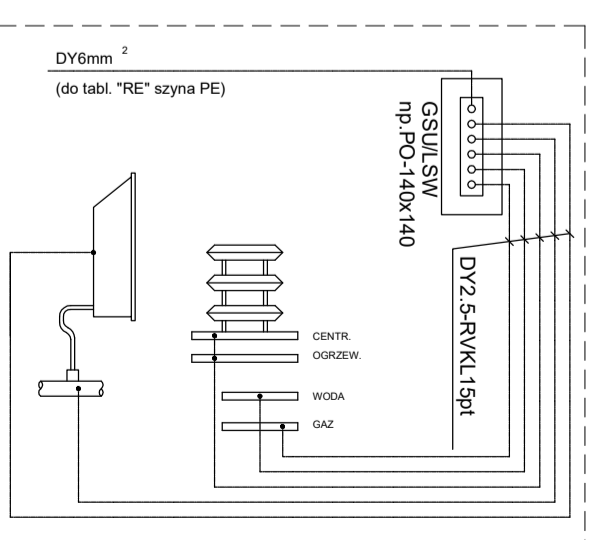 DY6mm ²
(do tabl. "RE" szyna PE)
GSU/LSW
np.PO-140x140
DY2.5-RVKL15pt
CENTR.
OGRZEW.
WODA
GAZ